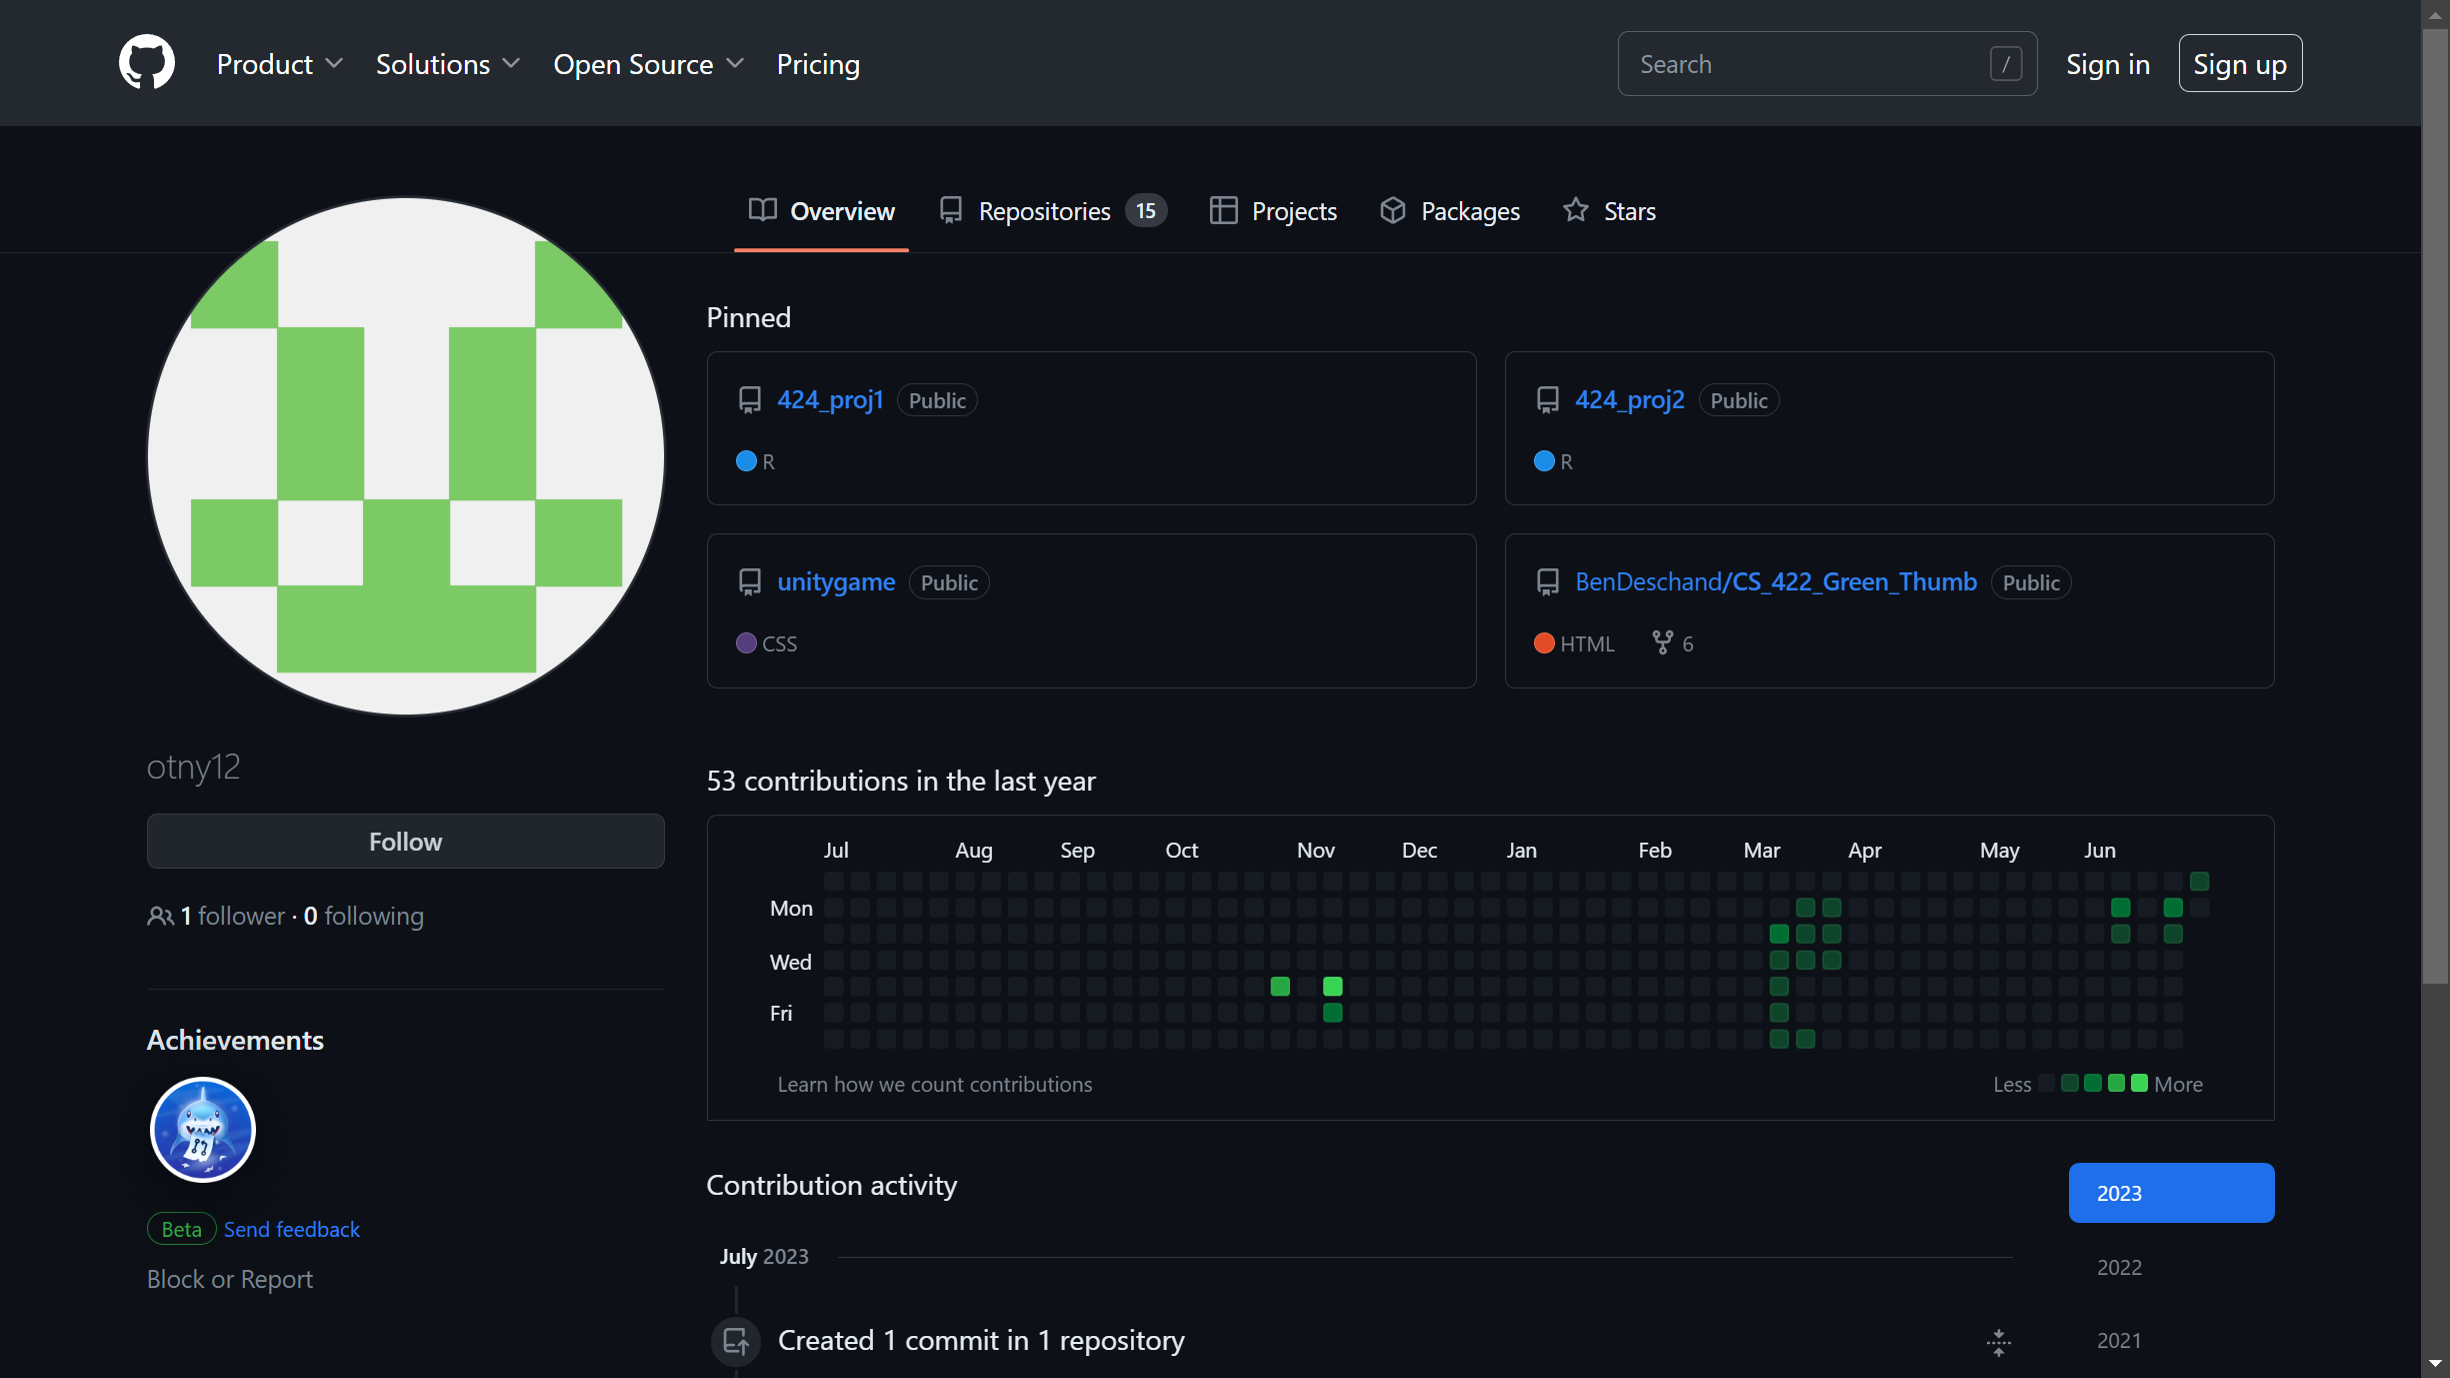 Product Solutions Open Source Pricing Search / Sign in Sign up
Overview Repositories 15 Projects Packages Stars
otny12
Follow
1 follower · 0 following
Achievements
Beta Send feedback
Block or Report
Pinned
424_proj1 Public
R
424_proj2 Public
R
unitygame Public
CSS
BenDeschand/CS_422_Green_Thumb Public
HTML 6
53 contributions in the last year
Jul Aug Sep Oct Nov Dec Jan Feb Mar Apr May Jun
Mon
Wed
Fri
Learn how we count contributions Less More
Contribution activity
July 2023
Created 1 commit in 1 repository
2023
2022
2021